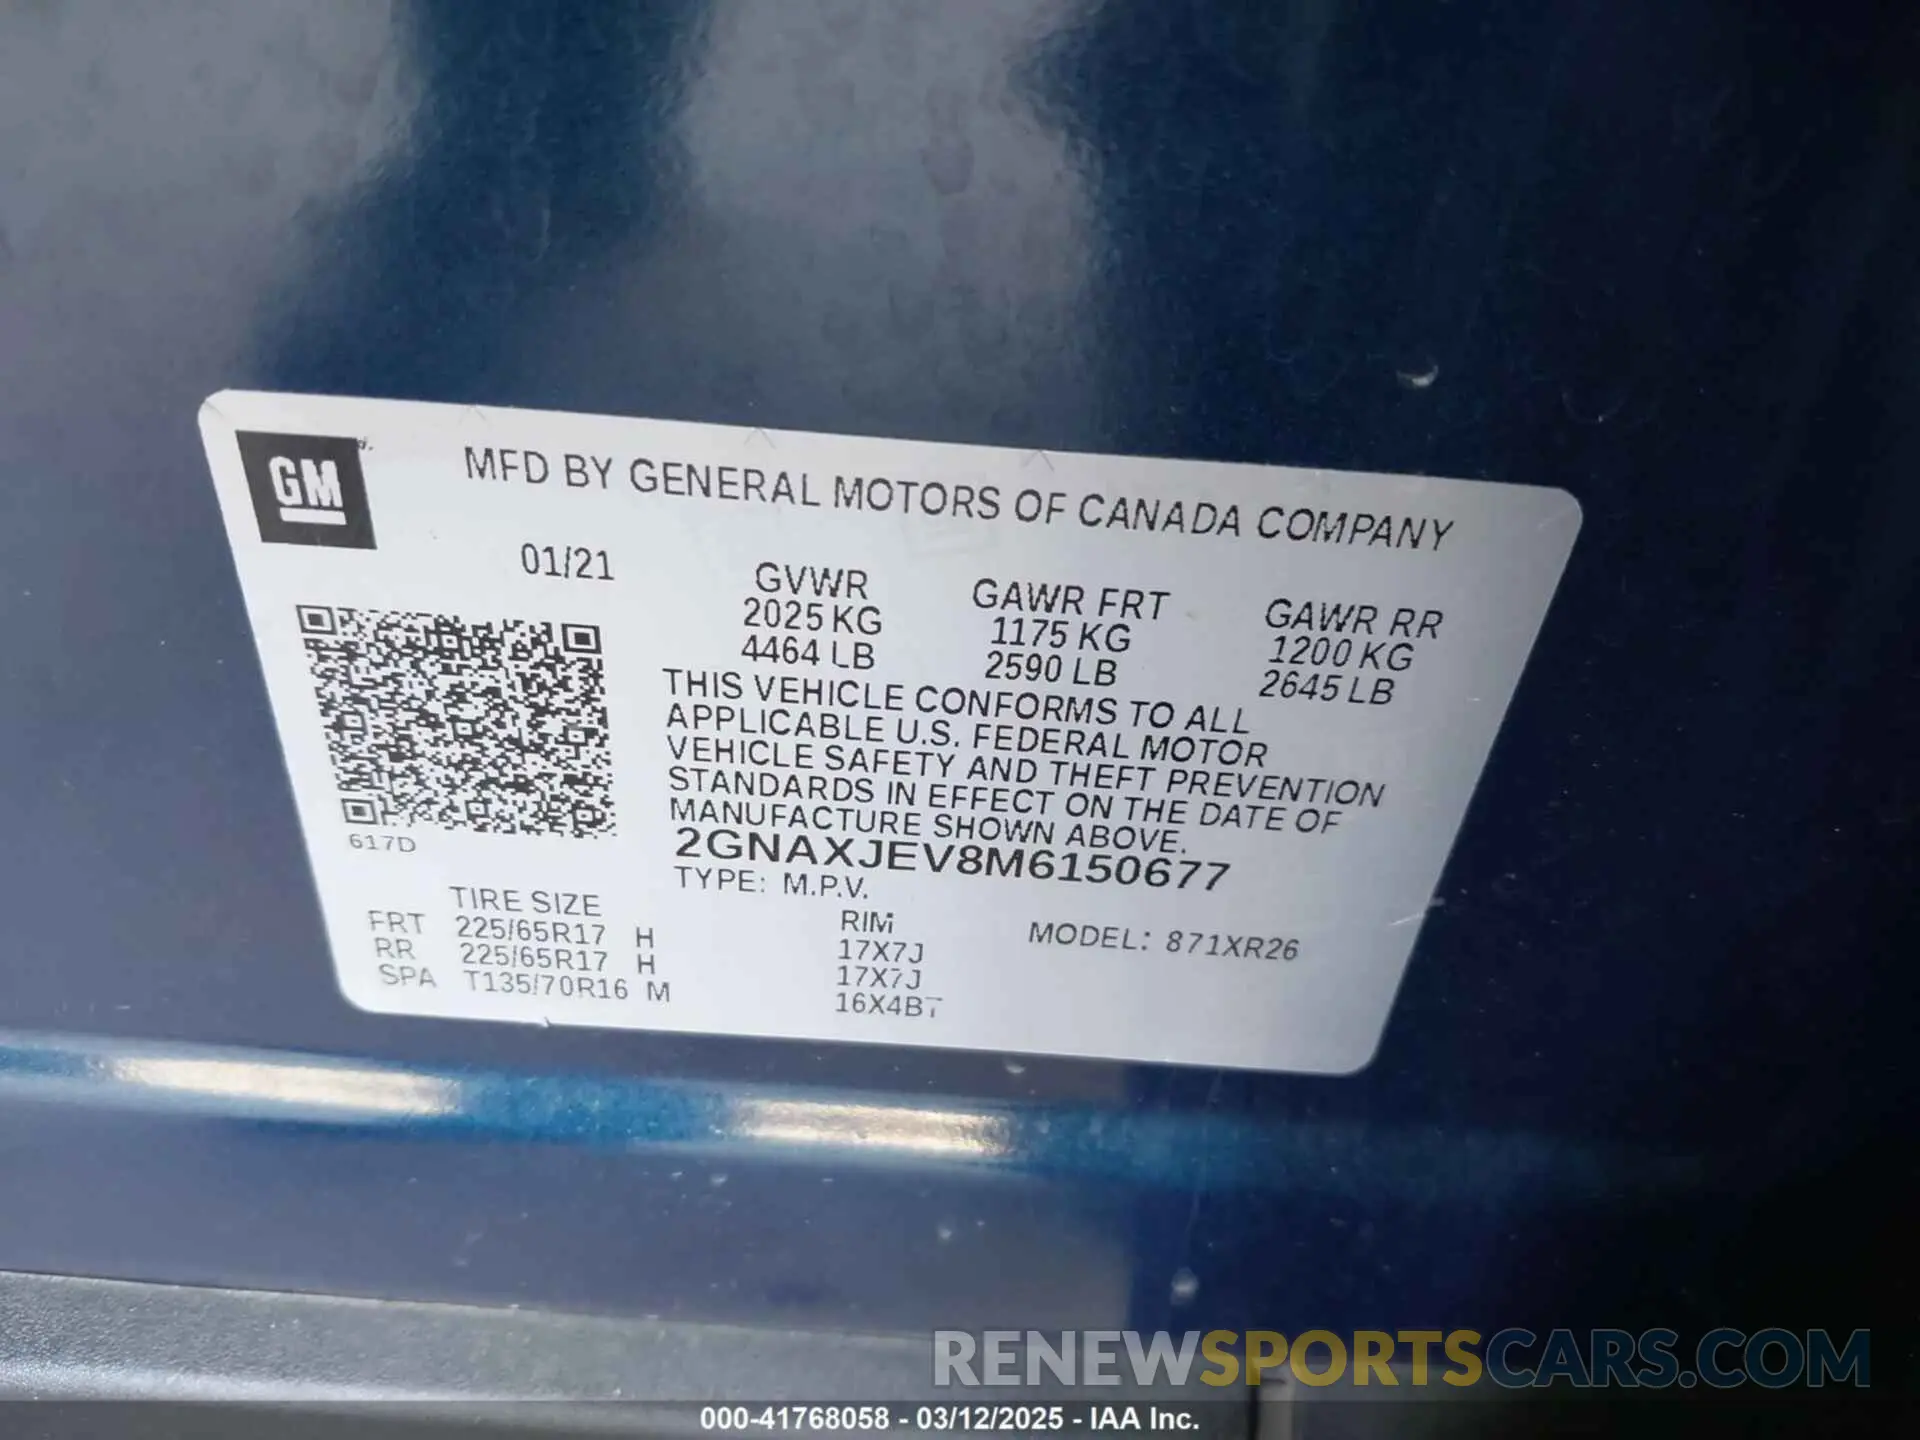 GM
MFD BY GENERAL MOTORS OF CANADA COMPANY
01/21
GVWR
2025 KG
4464 LB
GAWR FRT
1175 KG
2590 LB
GAWR RR
1200 KG
2645 LB
THIS VEHICLE CONFORMS TO ALL
APPLICABLE U.S. FEDERAL MOTOR
VEHICLE SAFETY AND THEFT PREVENTION
STANDARDS IN EFFECT ON THE DATE OF
MANUFACTURE SHOWN ABOVE.
2GNAXJEV8M6150677
TYPE: M.P.V.
617D
TIRE SIZE RIM
FRT 225/65R17 H 17X7J
RR 225/65R17 H 17X7J
SPA T135/70R16 M 16X4BT
MODEL: 871XR26
RENEWSPORTSCARS.COM
000-41768058 - 03/12/2025 - IAA Inc.